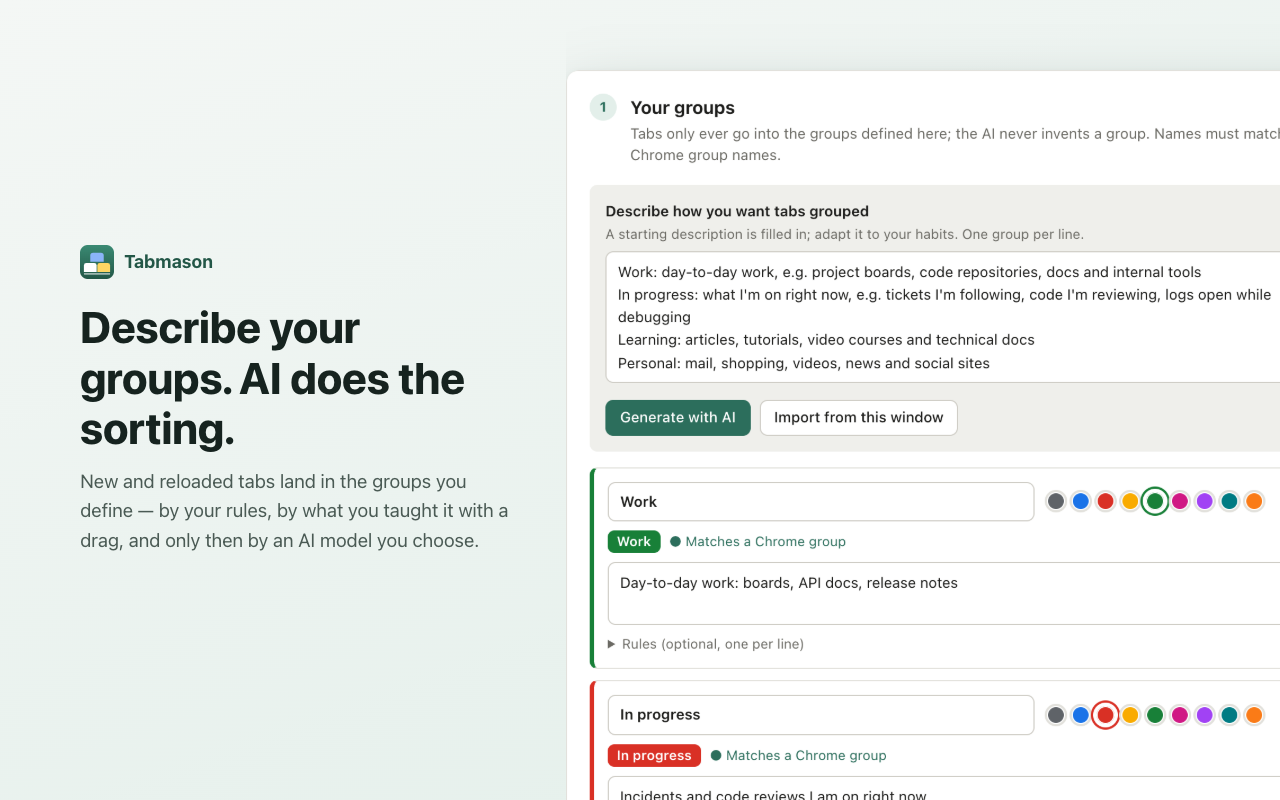 Tabmason
Describe your
groups. AI does the
sorting.
New and reloaded tabs land in the groups you
define — by your rules, by what you taught it with a
drag, and only then by an AI model you choose.
1
Your groups
Tabs only ever go into the groups defined here; the AI never invents a group. Names must match
Chrome group names.
Describe how you want tabs grouped
A starting description is filled in; adapt it to your habits. One group per line.
Work: day-to-day work, e.g. project boards, code repositories, docs and internal tools
In progress: what I'm on right now, e.g. tickets I'm following, code I'm reviewing, logs open while
debugging
Learning: articles, tutorials, video courses and technical docs
Personal: mail, shopping, videos, news and social sites
Generate with AI
Import from this window
Work
Work
Matches a Chrome group
Day-to-day work: boards, API docs, release notes
Rules (optional, one per line)
In progress
In progress
Matches a Chrome group
Incidents and code reviews I am on right now